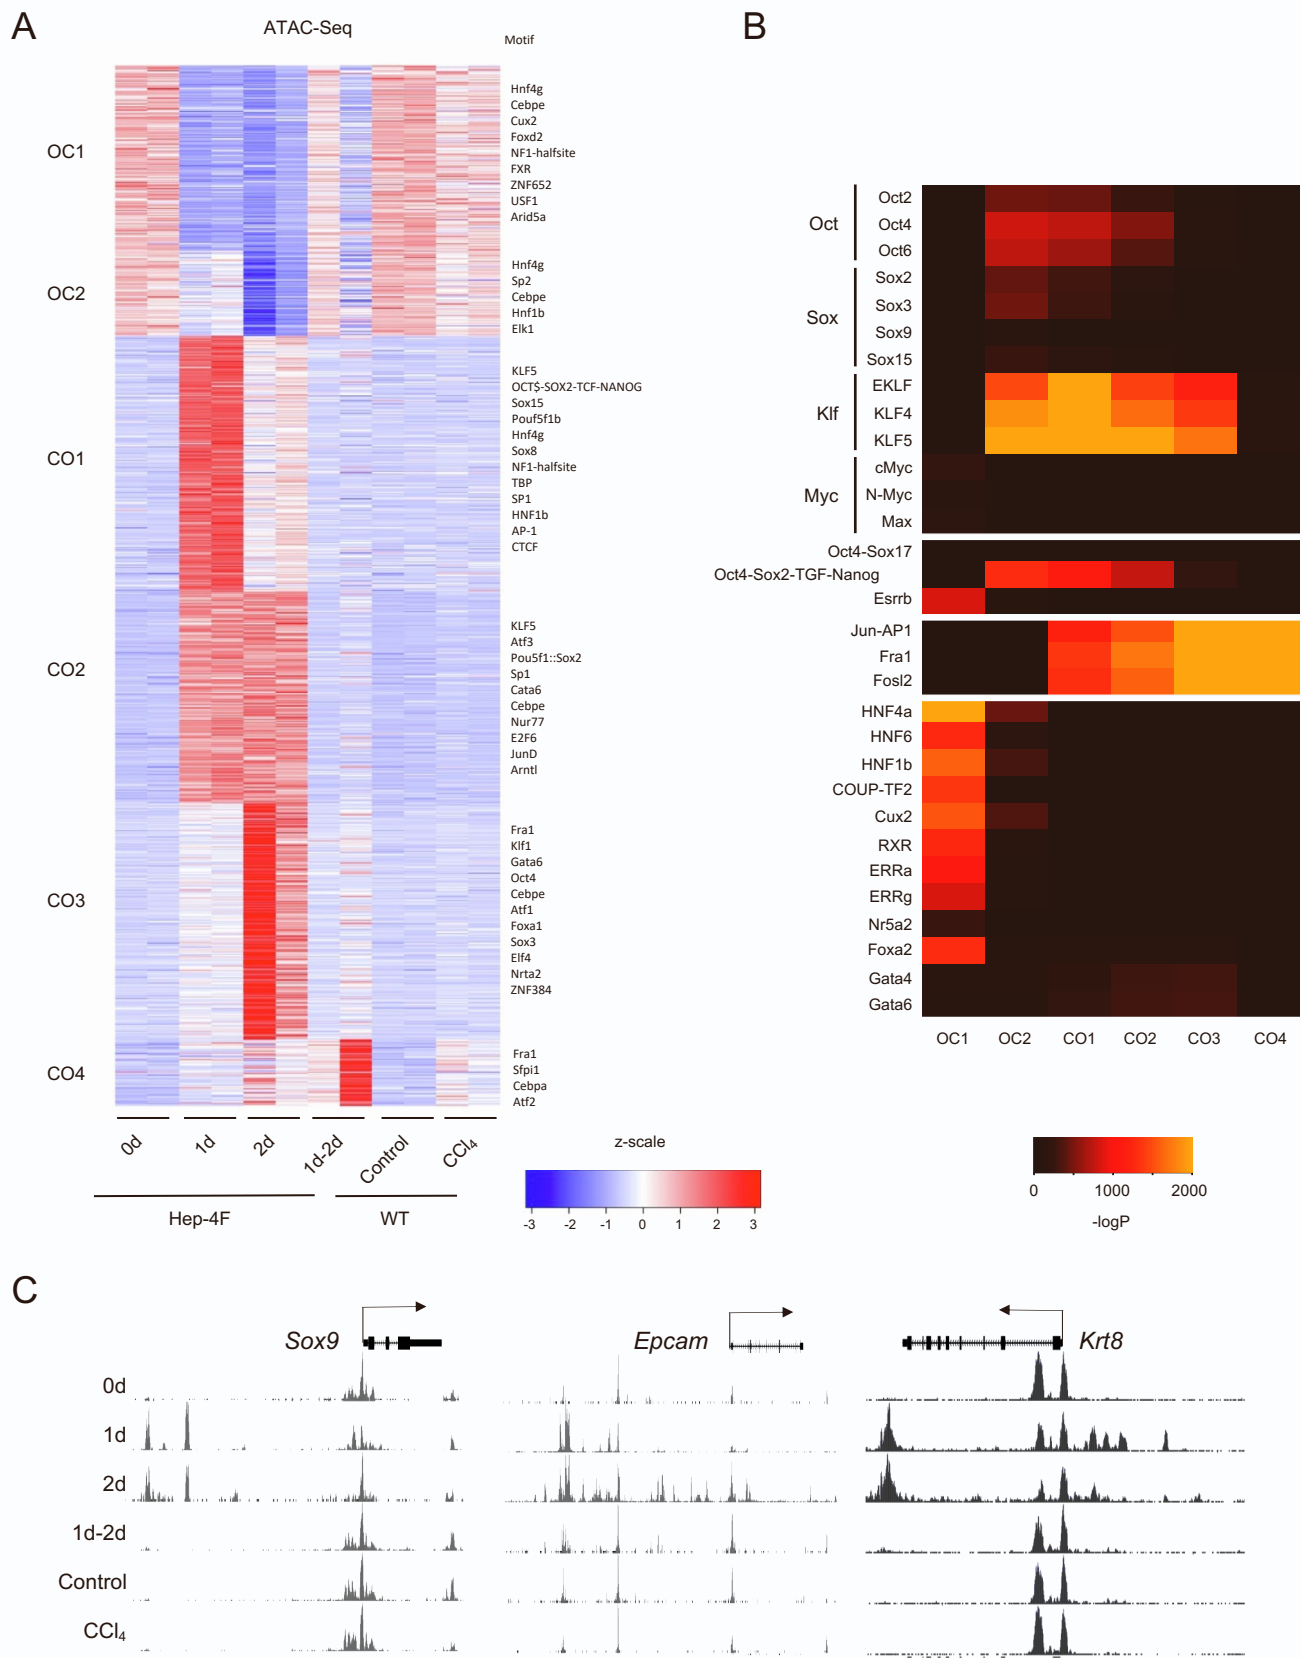 A
ATAC-Seq
Motif
OC1
Hnf4g
Cebpe
Cux2
Foxd2
NF1-halfsite
FXR
ZNF652
USF1
Arid5a
OC2
Hnf4g
Sp2
Cebpe
Hnf1b
Elk1
CO1
KLF5
OCT$-SOX2-TCF-NANOG
Sox15
Pouf5f1b
Hnf4g
Sox8
NF1-halfsite
TBP
SP1
HNF1b
AP-1
CTCF
CO2
KLF5
Atf3
Pou5f1::Sox2
Sp1
Cata6
Cebpe
Nur77
E2F6
JunD
Arntl
CO3
Fra1
Klf1
Gata6
Oct4
Cebpe
Atf1
Foxa1
Sox3
Elf4
Nrta2
ZNF384
CO4
Fra1
Sfpi1
Cebpa
Atf2
0d
1d
2d
1d-2d
Control
CCl4
Hep-4F
WT
z-scale
-3 -2 -1 0 1 2 3
B
Oct
Oct2
Oct4
Oct6
Sox
Sox2
Sox3
Sox9
Sox15
Klf
EKLF
KLF4
KLF5
Myc
cMyc
N-Myc
Max
Oct4-Sox17
Oct4-Sox2-TGF-Nanog
Esrrb
Jun-AP1
Fra1
Fosl2
HNF4a
HNF6
HNF1b
COUP-TF2
Cux2
RXR
ERRa
ERRg
Nr5a2
Foxa2
Gata4
Gata6
OC1 OC2 CO1 CO2 CO3 CO4
0 1000 2000
-logP
C
Sox9 Epcam Krt8
0d
1d
2d
1d-2d
Control
CCl4